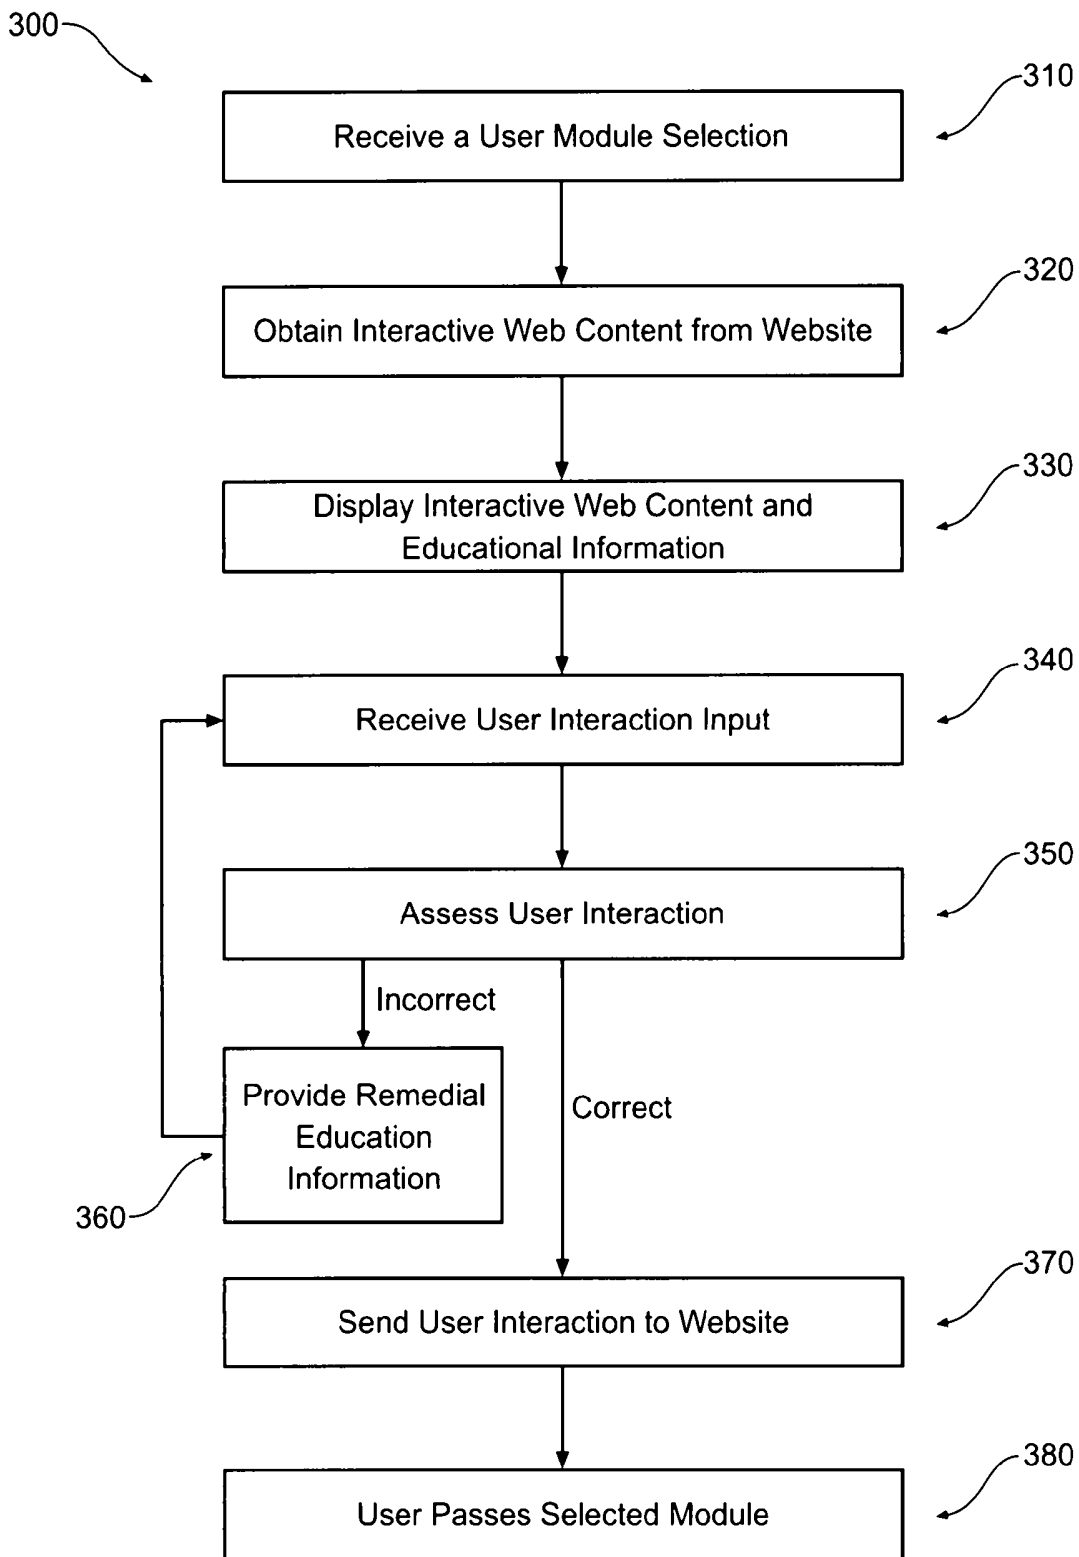 300
310
Receive a User Module Selection
320
Obtain Interactive Web Content from Website
330
Display Interactive Web Content and
Educational Information
340
Receive User Interaction Input
350
Assess User Interaction
Incorrect
Provide Remedial
Education
Information
Correct
360
370
Send User Interaction to Website
380
User Passes Selected Module